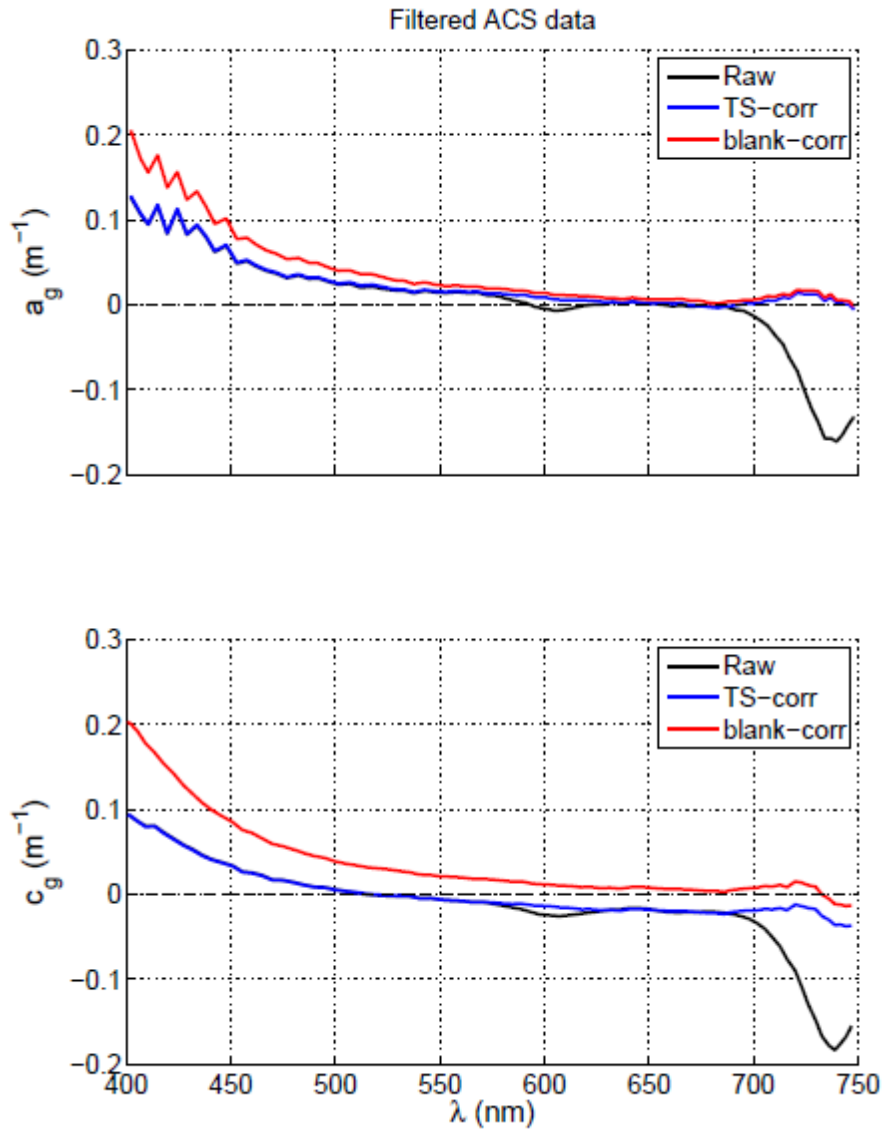 Filtered ACS data
0.3
0.2
0.1
0
−0.1
−0.2
a_g (m⁻¹)
Raw
TS−corr
blank−corr
0.3
0.2
0.1
0
−0.1
−0.2
c_g (m⁻¹)
Raw
TS−corr
blank−corr
400 450 500 550 600 650 700 750
λ (nm)